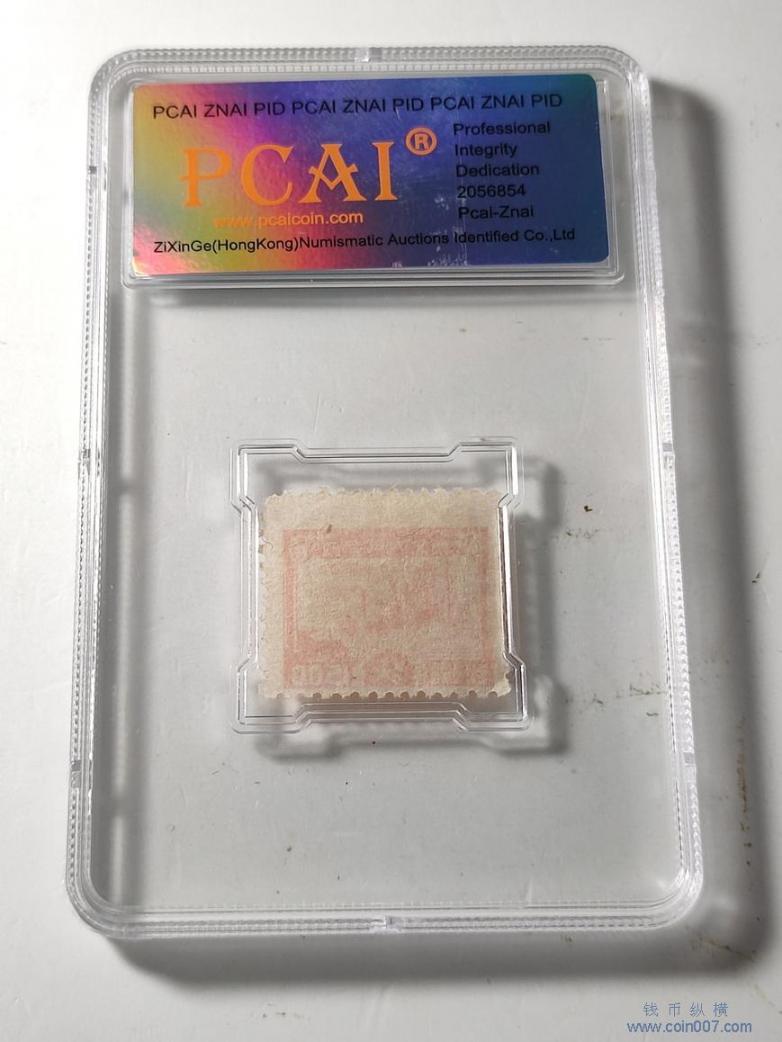 PCAI ZNAI PID PCAI ZNAI PID PCAI ZNAI PID
PCAI®
Professional
Integrity
Dedication
2056854
Pcai-Znai
www.pcaicoin.com
ZiXinGe(HongKong)Numismatic Auctions Identified Co.,Ltd
钱币纵横
www.coin007.com